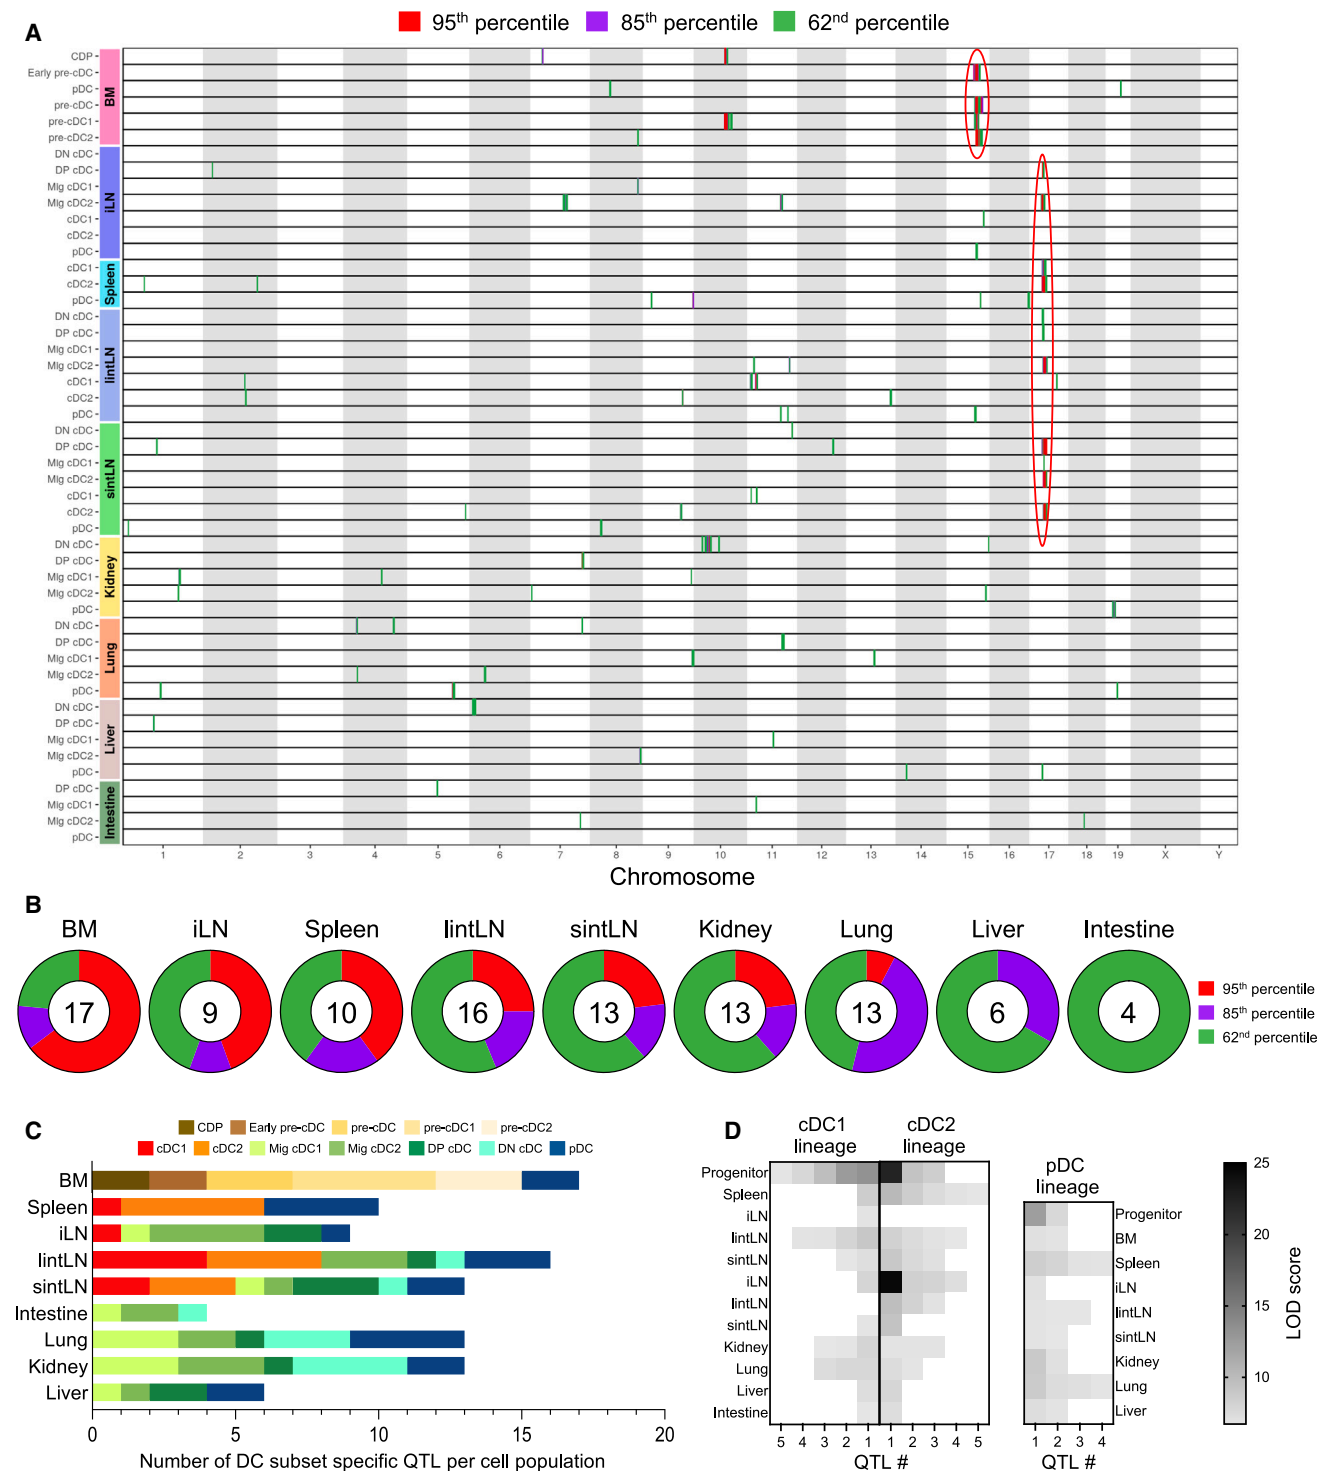 A
95th percentile 85th percentile 62nd percentile
BM
CDP
Early pre-cDC
pDC
pre-cDC
pre-cDC1
pre-cDC2
iLN
DN cDC
DP cDC
Mig cDC1
Mig cDC2
cDC1
cDC2
pDC
Spleen
cDC1
cDC2
pDC
lintLN
DN cDC
DP cDC
Mig cDC1
Mig cDC2
cDC1
cDC2
pDC
sintLN
DN cDC
DP cDC
Mig cDC1
Mig cDC2
cDC1
cDC2
pDC
Kidney
DN cDC
DP cDC
Mig cDC1
Mig cDC2
pDC
Lung
DN cDC
DP cDC
Mig cDC1
Mig cDC2
pDC
Liver
DN cDC
DP cDC
Mig cDC1
Mig cDC2
pDC
Intestine
DP cDC
Mig cDC1
Mig cDC2
pDC
1 2 3 4 5 6 7 8 9 10 11 12 13 14 15 16 17 18 19 X Y
Chromosome
B
BM iLN Spleen lintLN sintLN Kidney Lung Liver Intestine
17 9 10 16 13 13 13 6 4
95th percentile
85th percentile
62nd percentile
C
CDP Early pre-cDC pre-cDC pre-cDC1 pre-cDC2
cDC1 cDC2 Mig cDC1 Mig cDC2 DP cDC DN cDC pDC
BM
Spleen
iLN
lintLN
sintLN
Intestine
Lung
Kidney
Liver
0 5 10 15 20
Number of DC subset specific QTL per cell population
D
cDC1 lineage
cDC2 lineage
Progenitor
Spleen
iLN
lintLN
sintLN
iLN
lintLN
sintLN
Kidney
Lung
Liver
Intestine
5 4 3 2 1 1 2 3 4 5
QTL #
pDC lineage
Progenitor
BM
Spleen
iLN
lintLN
sintLN
Kidney
Lung
Liver
1 2 3 4
QTL #
25
20
15
10
LOD score